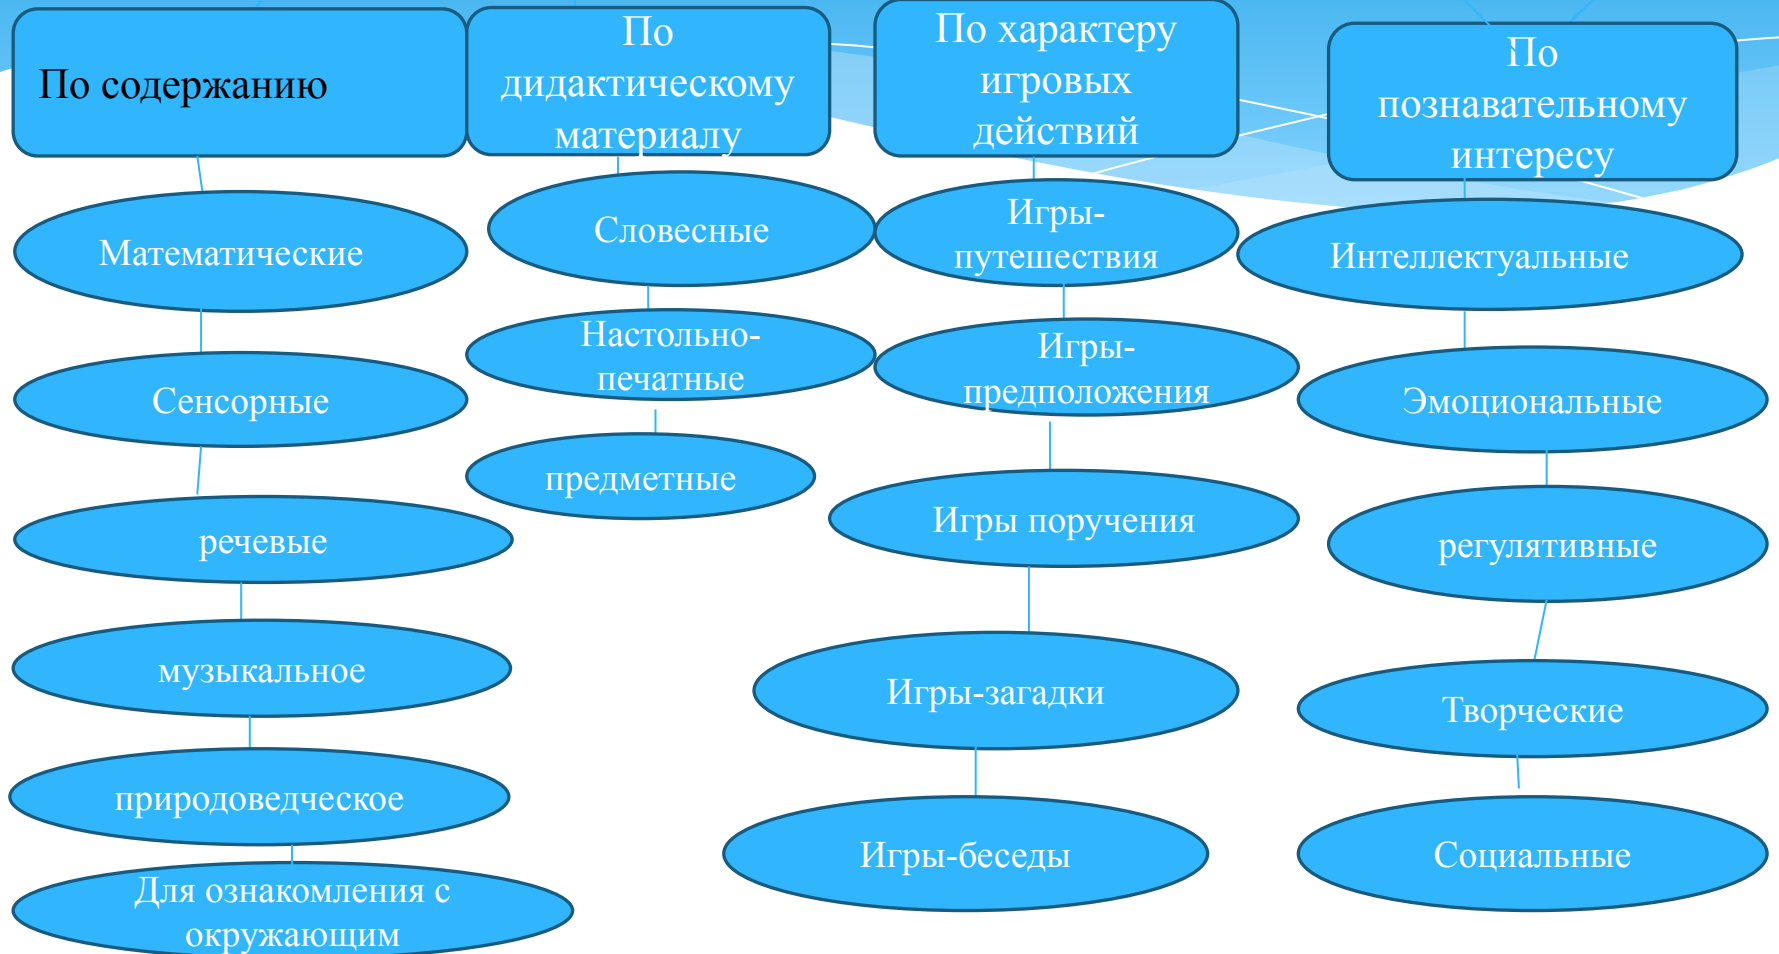 По содержанию
Математические
Сенсорные
речевые
музыкальное
природоведческое
Для ознакомления с
окружающим
По
дидактическому
материалу
Словесные
Настольно-
печатные
предметные
По характеру
игровых
действий
Игры-
путешествия
Игры-
предположения
Игры поручения
Игры-загадки
Игры-беседы
По
познавательному
интересу
Интеллектуальные
Эмоциональные
регулятивные
Творческие
Социальные